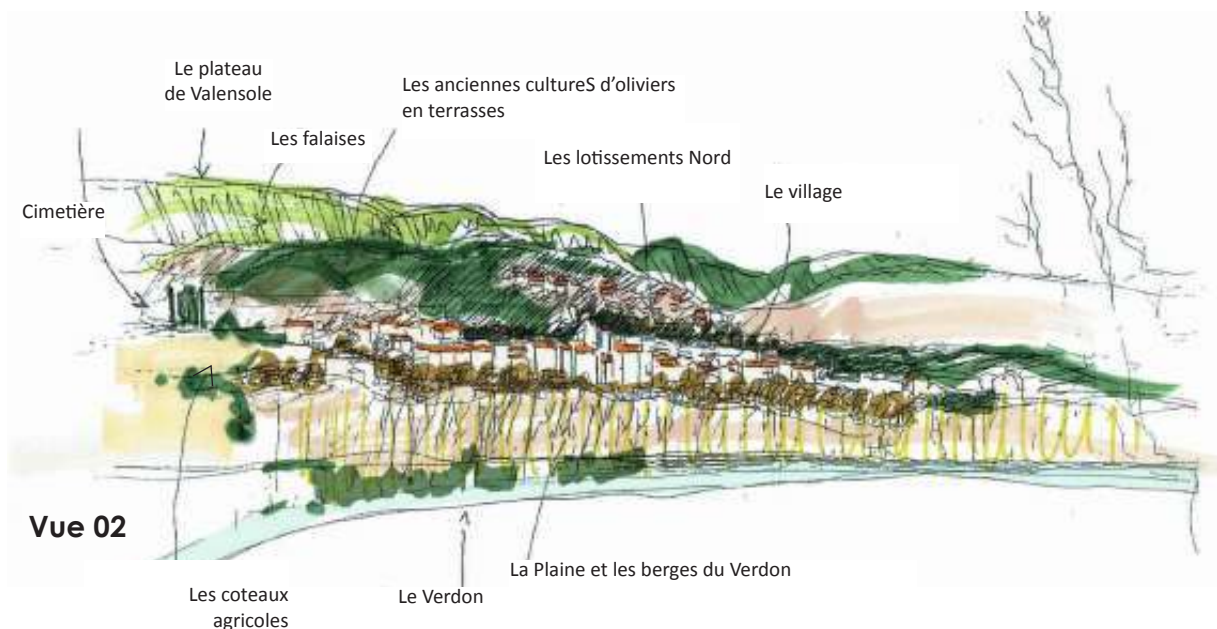 Le plateau
de Valensole
Les anciennes cultureS d'oliviers
en terrasses
Les falaises
Les lotissements Nord
Le village
Cimetière
Vue 02
La Plaine et les berges du Verdon
Les coteaux
agricoles
Le Verdon